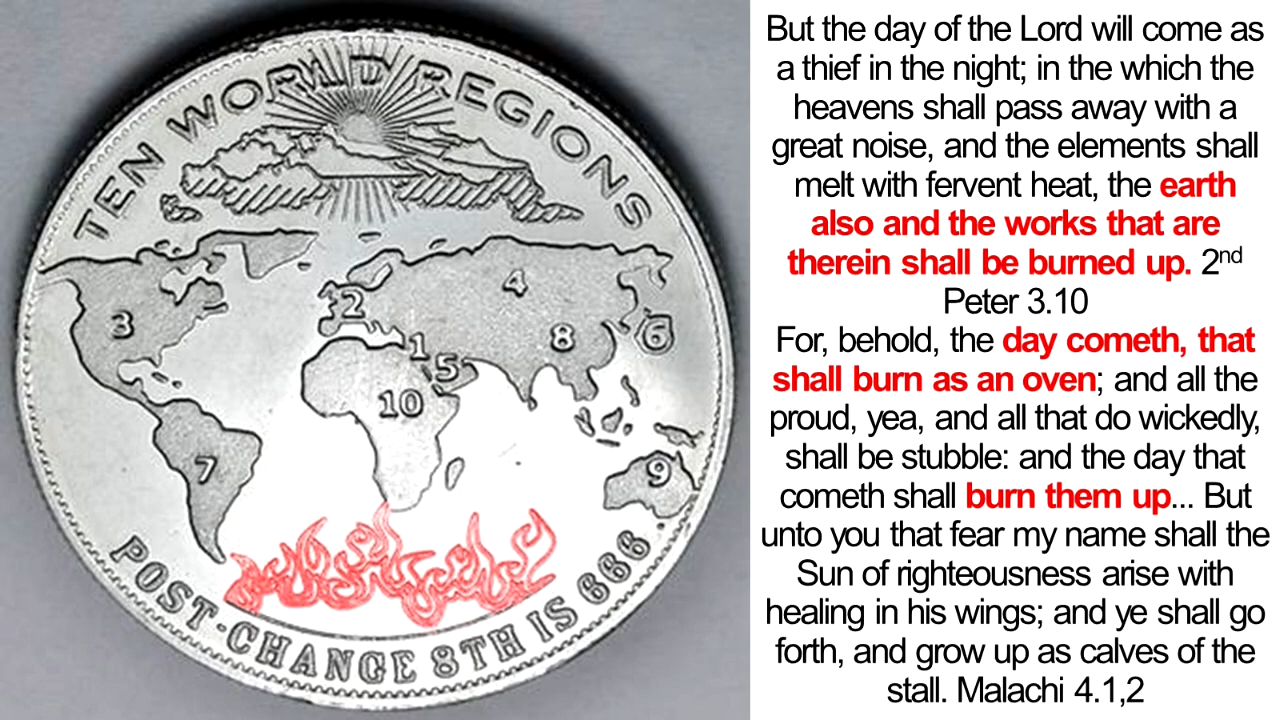 TEN WORLD REGIONS
3
2
4
1
8
6
5
10
7
9
POST-CHANGE 8TH IS 666.
But the day of the Lord will come as
a thief in the night; in the which the
heavens shall pass away with a
great noise, and the elements shall
melt with fervent heat, the earth
also and the works that are
therein shall be burned up. 2nd
Peter 3.10
For, behold, the day cometh, that
shall burn as an oven; and all the
proud, yea, and all that do wickedly,
shall be stubble: and the day that
cometh shall burn them up... But
unto you that fear my name shall the
Sun of righteousness arise with
healing in his wings; and ye shall go
forth, and grow up as calves of the
stall. Malachi 4.1,2